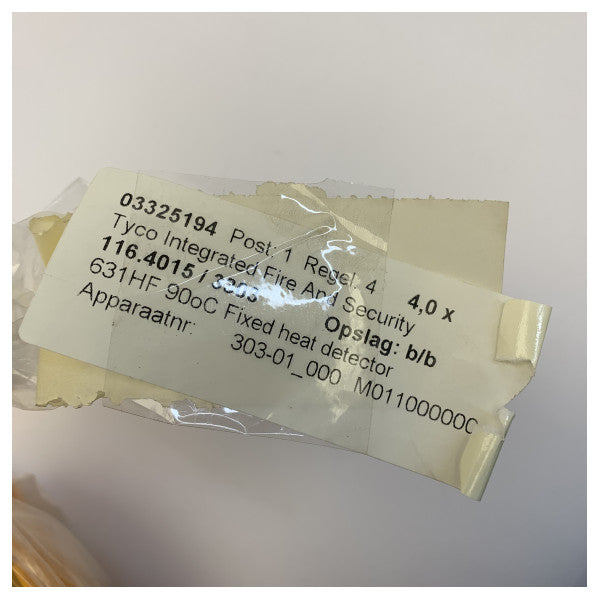 03325194 Post: 1 Regel 4 4,0 x
Tyco Integrated Fire And Security
116.4015 / Opslag: b/b
631HF 90oC Fixed heat detector
Apparaatnr: 303-01_000 M01100000C